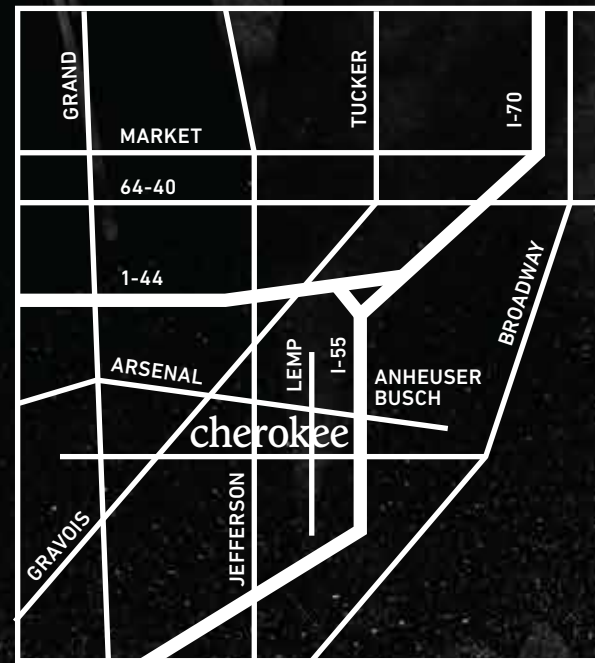 GRAND
TUCKER
I-70
MARKET
64-40
1-44
BROADWAY
ARSENAL
LEMP
I-55
ANHEUSER
BUSCH
cherokee
JEFFERSON
GRAVOIS